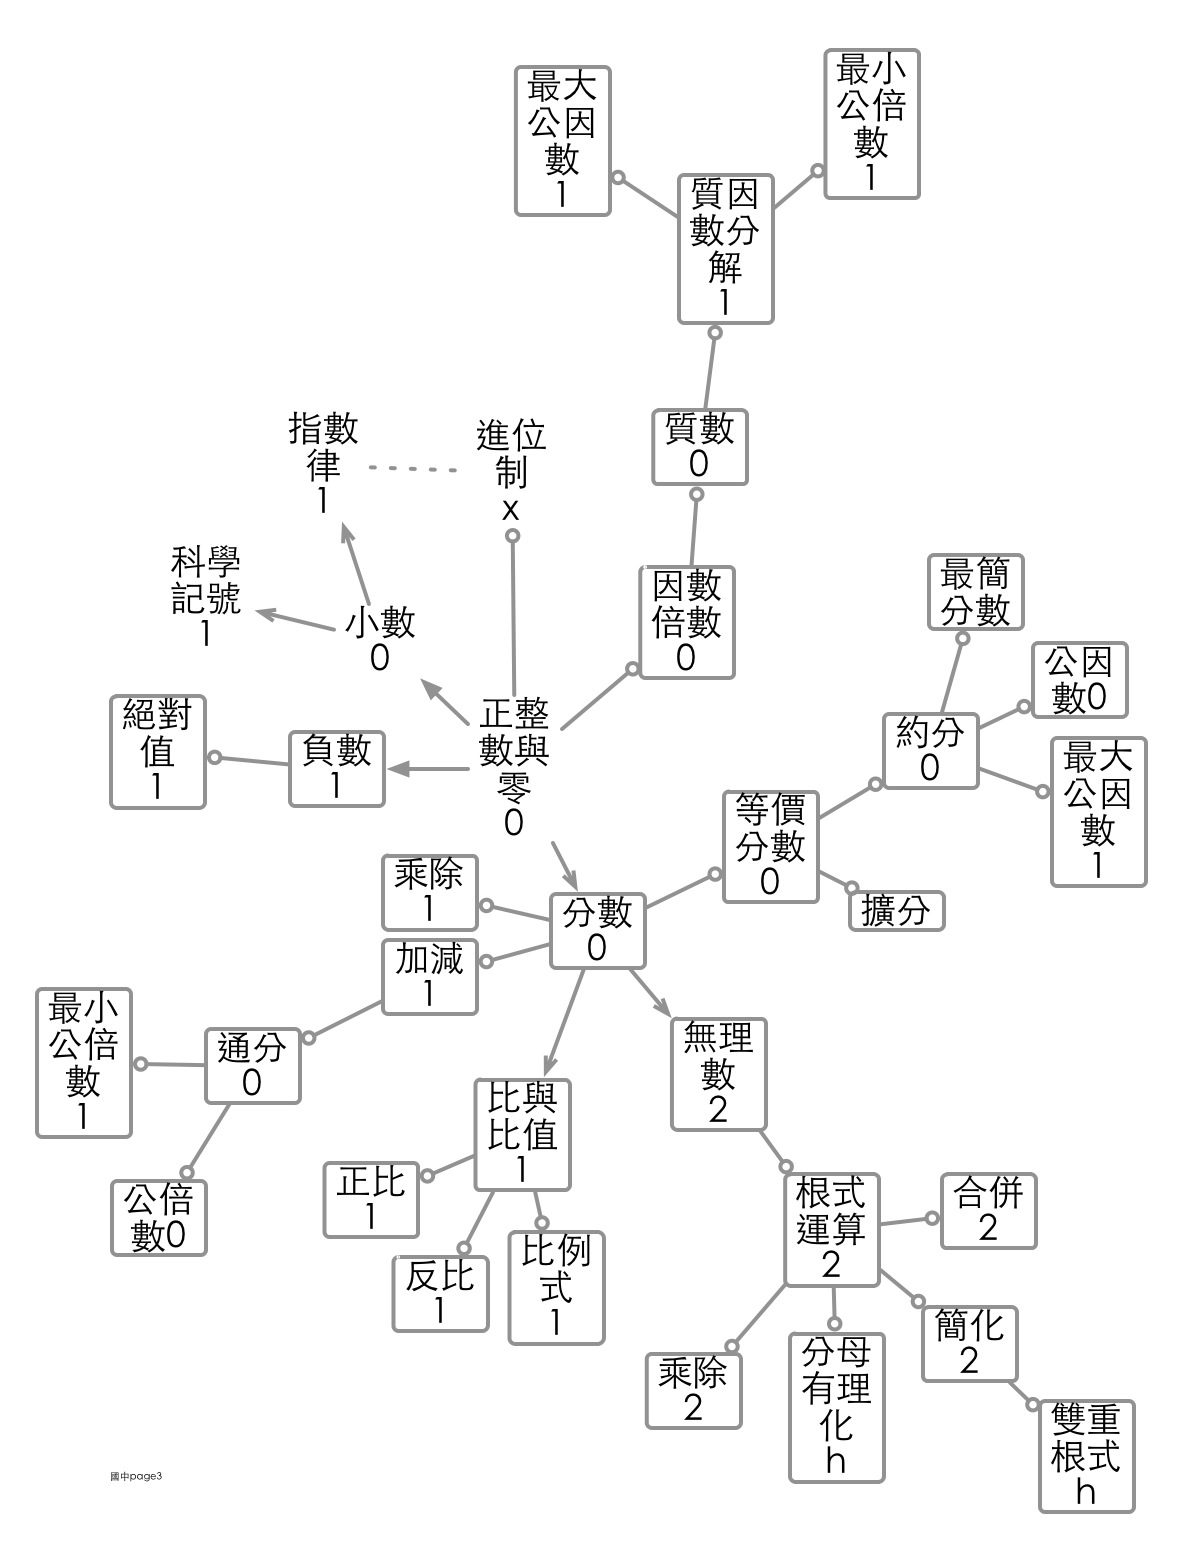 最大
公因
數
1
最小
公倍
數
1
質因
數分
解
1
指數
律
1
進位
制
x
質數
0
科學
記號
1
小數
0
因數
倍數
0
最簡
分數
公因
數0
絕對
值
1
負數
1
正整
數與
零
0
約分
0
最大
公因
數
1
等價
分數
0
擴分
乘除
1
分數
0
加減
1
最小
公倍
數
1
通分
0
公倍
數0
比與
比值
1
無理
數
2
正比
1
反比
1
比例
式
1
根式
運算
2
合併
2
簡化
2
乘除
2
分母
有理
化
h
雙重
根式
h
國中page3